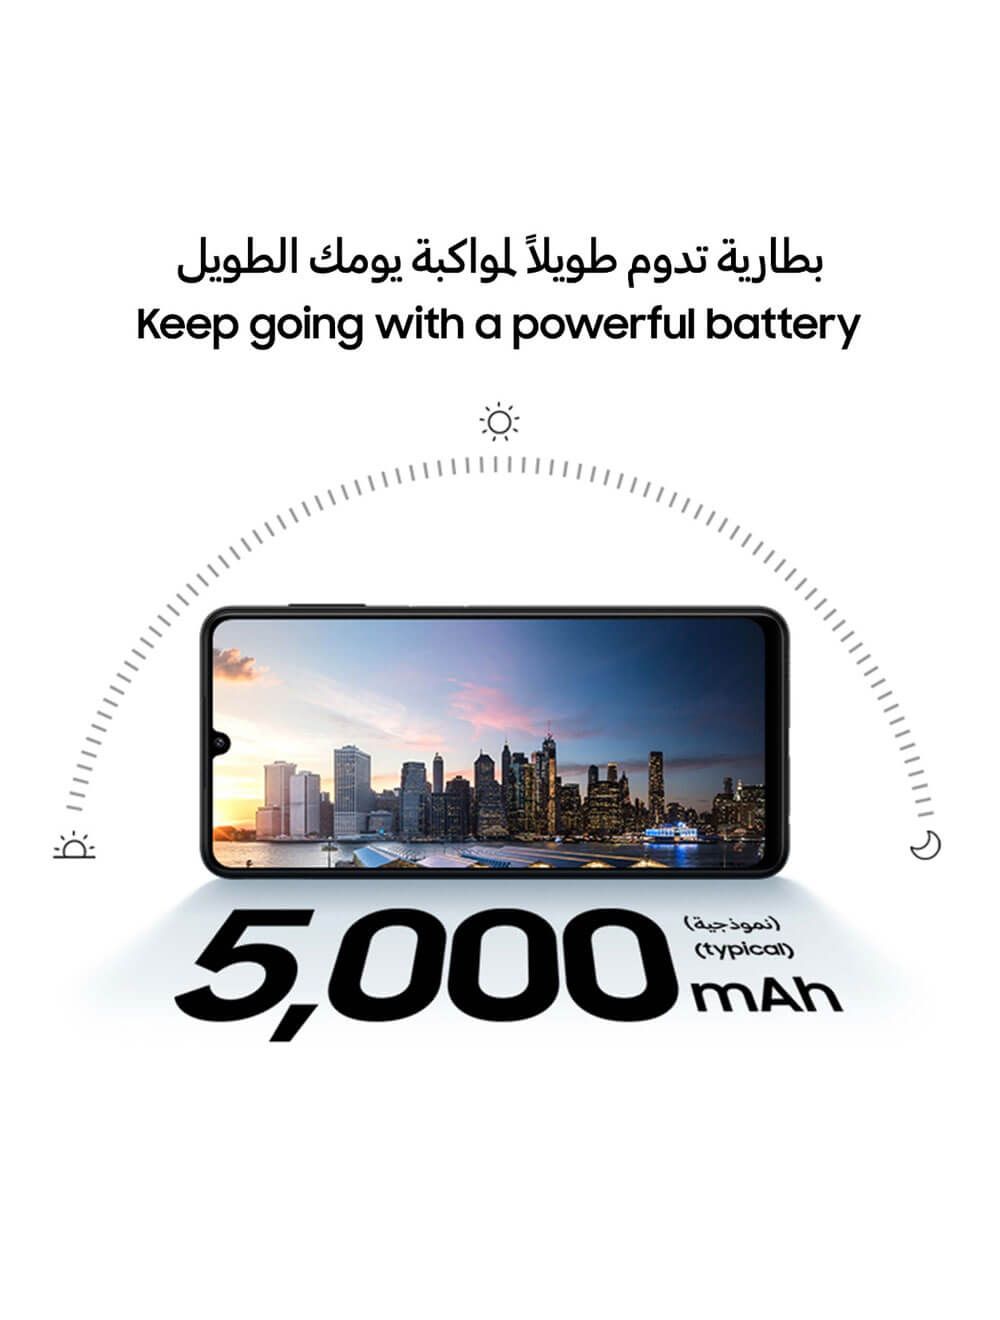 بطارية تدوم طويلاً لمواكبة يومك الطويل
Keep going with a powerful battery
5,000 mAh
(نموذجية)
(typical)